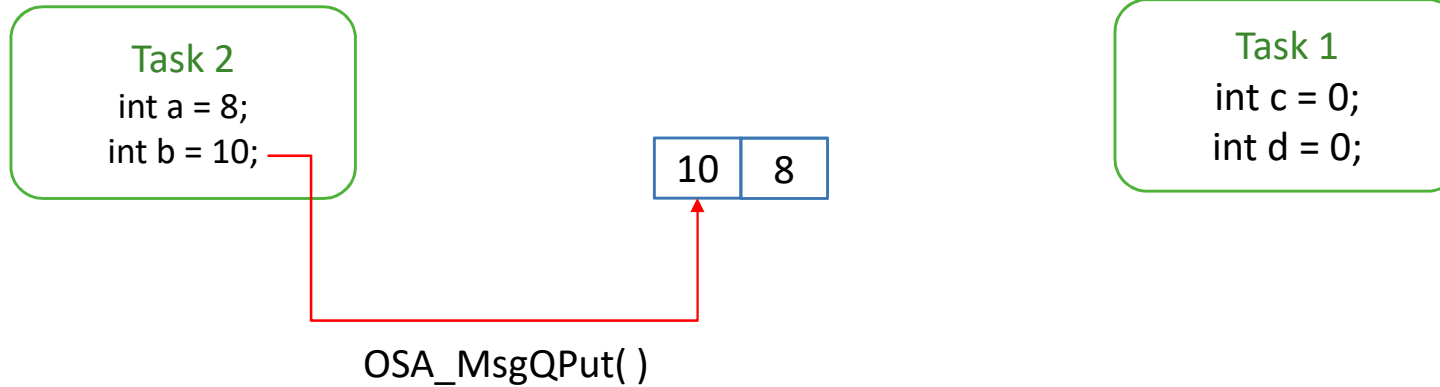 Task 2
int a = 8;
int b = 10;
10 8
Task 1
int c = 0;
int d = 0;
OSA_MsgQPut( )